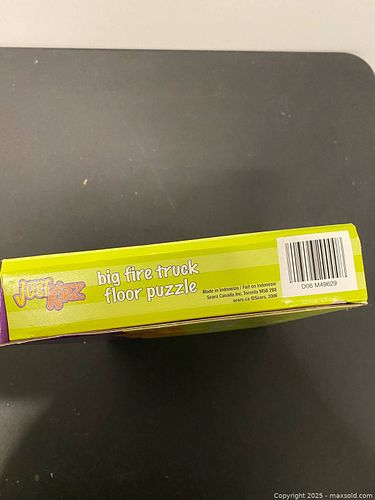 Just Kidz
big fire truck
floor puzzle
Made in Indonesia / Fait en Indonésie
Sears Canada Inc. Toronto M5B 2B8
sears.ca ©Sears, 2006
D06 M49629
Copyright © 2025 - maxsold.com